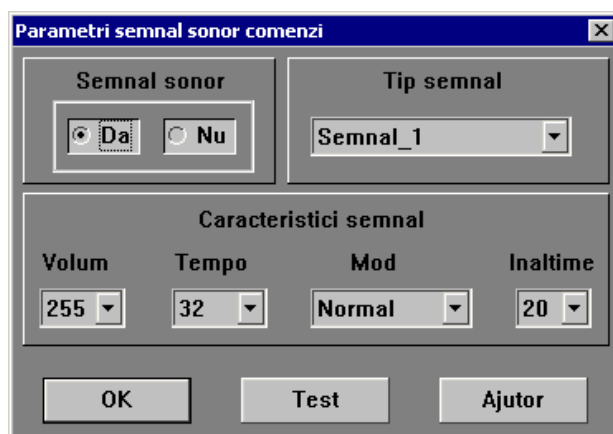 Parametri semnal sonor comenzi
Semnal sonor
Da
Nu
Tip semnal
Semnal_1
Caracteristici semnal
Volum
Tempo
Mod
Inaltime
255
32
Normal
20
OK
Test
Ajutor